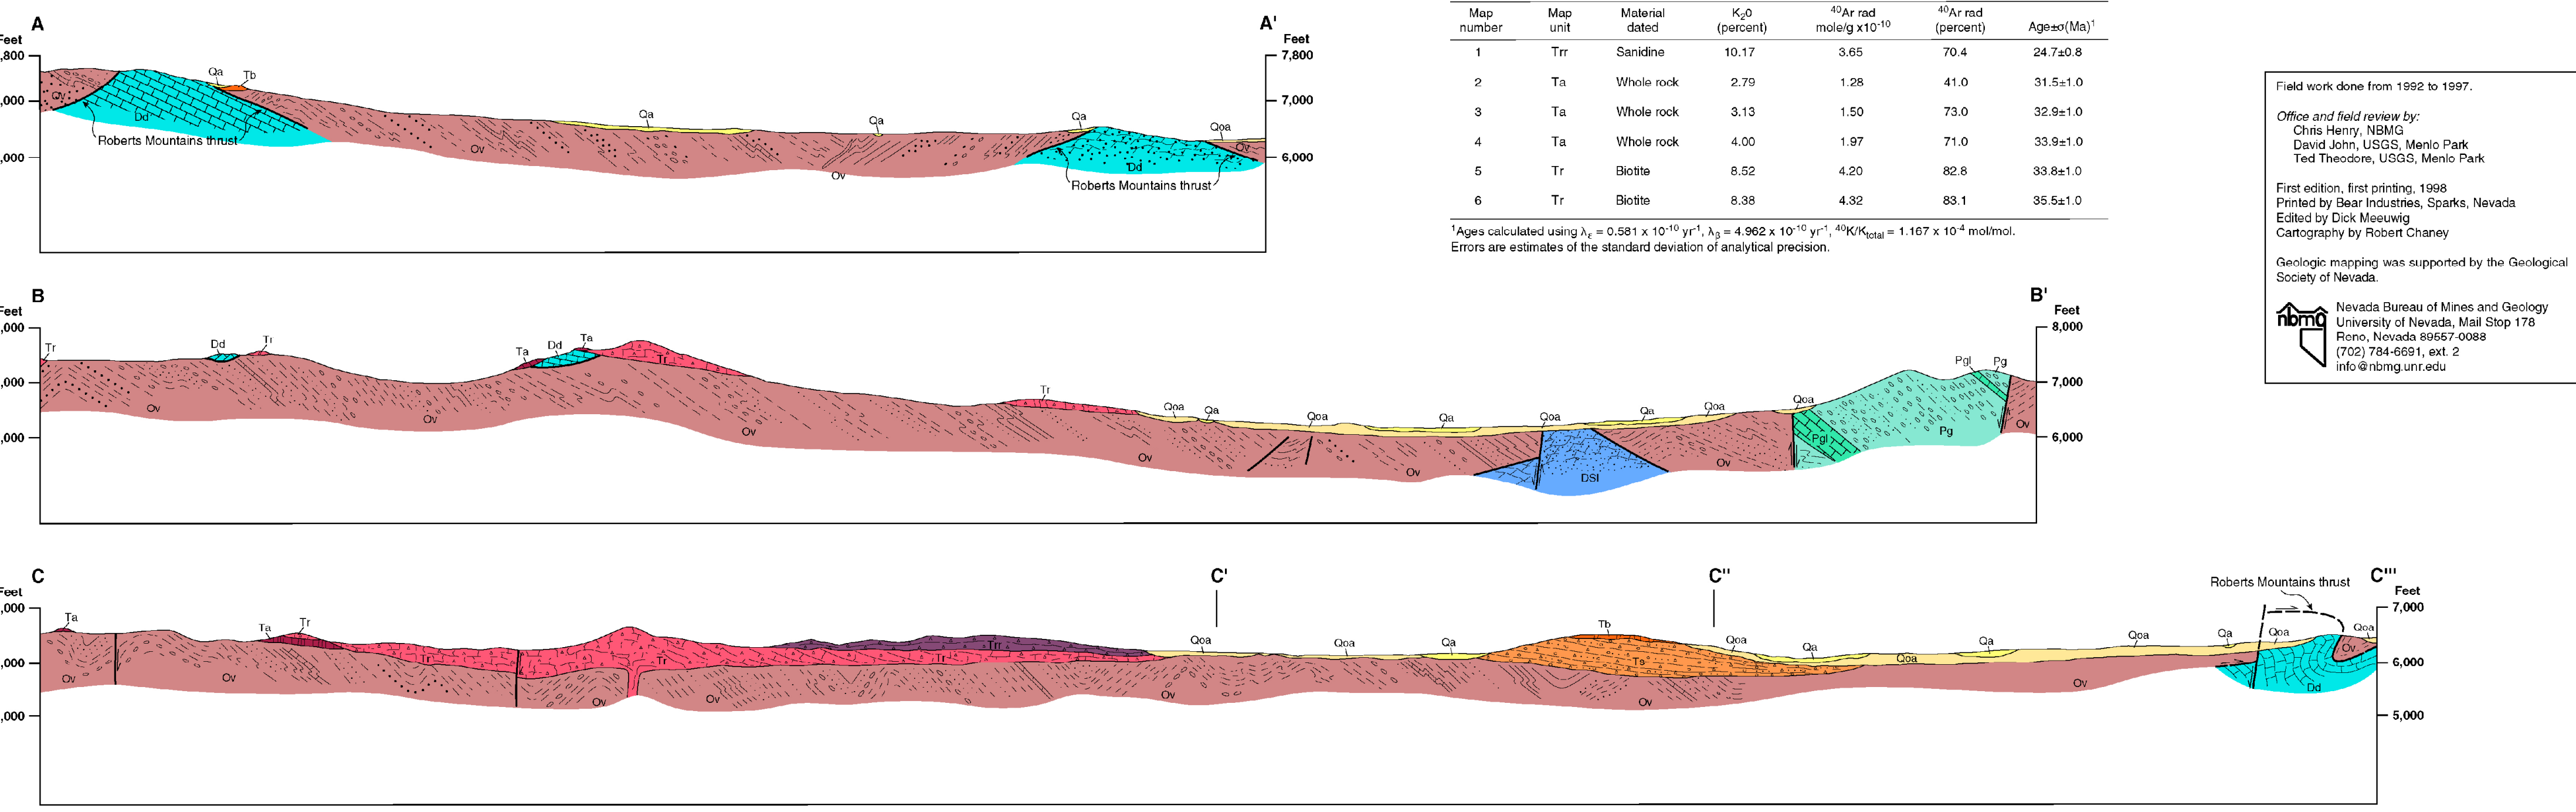 A
A'
Feet
Feet
,800
7,800
,000
7,000
,000
6,000
Qa
Tb
Qa
Qa
Qa
Qoa
Ov
Dd
Roberts Mountains thrust
Ov
Ov
Dd
Ov
Roberts Mountains thrust
Map number
Map unit
Material dated
K20 (percent)
40Ar rad mole/g x10-10
40Ar rad (percent)
Age±σ(Ma)1
1 Trr Sanidine 10.17 3.65 70.4 24.7±0.8
2 Ta Whole rock 2.79 1.28 41.0 31.5±1.0
3 Ta Whole rock 3.13 1.50 73.0 32.9±1.0
4 Ta Whole rock 4.00 1.97 71.0 33.9±1.0
5 Tr Biotite 8.52 4.20 82.8 33.8±1.0
6 Tr Biotite 8.38 4.32 83.1 35.5±1.0
1Ages calculated using λε = 0.581 x 10-10 yr-1, λβ = 4.962 x 10-10 yr-1, 40K/Ktotal = 1.167 x 10-4 mol/mol.
Errors are estimates of the standard deviation of analytical precision.
Field work done from 1992 to 1997.
Office and field review by:
Chris Henry, NBMG
David John, USGS, Menlo Park
Ted Theodore, USGS, Menlo Park
First edition, first printing, 1998
Printed by Bear Industries, Sparks, Nevada
Edited by Dick Meeuwig
Cartography by Robert Chaney
Geologic mapping was supported by the Geological
Society of Nevada.
nbmg
Nevada Bureau of Mines and Geology
University of Nevada, Mail Stop 178
Reno, Nevada 89557-0088
(702) 784-6691, ext. 2
info@nbmg.unr.edu
B
B'
Feet
Feet
,000
8,000
,000
7,000
,000
6,000
Tr
Dd
Tr
Ta
Dd
Ta
Tr
Tr
Qoa
Qa
Qoa
Qa
Qoa
Qa
Qoa
Qoa
Pgl
Pg
Ov
Ov
Ov
Ov
Ov
DSl
Ov
Pgl
Pg
Ov
C
C'
C''
C'''
Roberts Mountains thrust
Feet
Feet
,000
7,000
,000
6,000
,000
5,000
Ta
Ta
Tr
Tr
Tr
Tr
Trr
Qoa
Qoa
Qa
Tb
Ts
Qoa
Qa
Qoa
Qa
Qoa
Qa
Qoa
Qoa
Ov
Ov
Ov
Ov
Ov
Ov
Ov
Ov
Dd